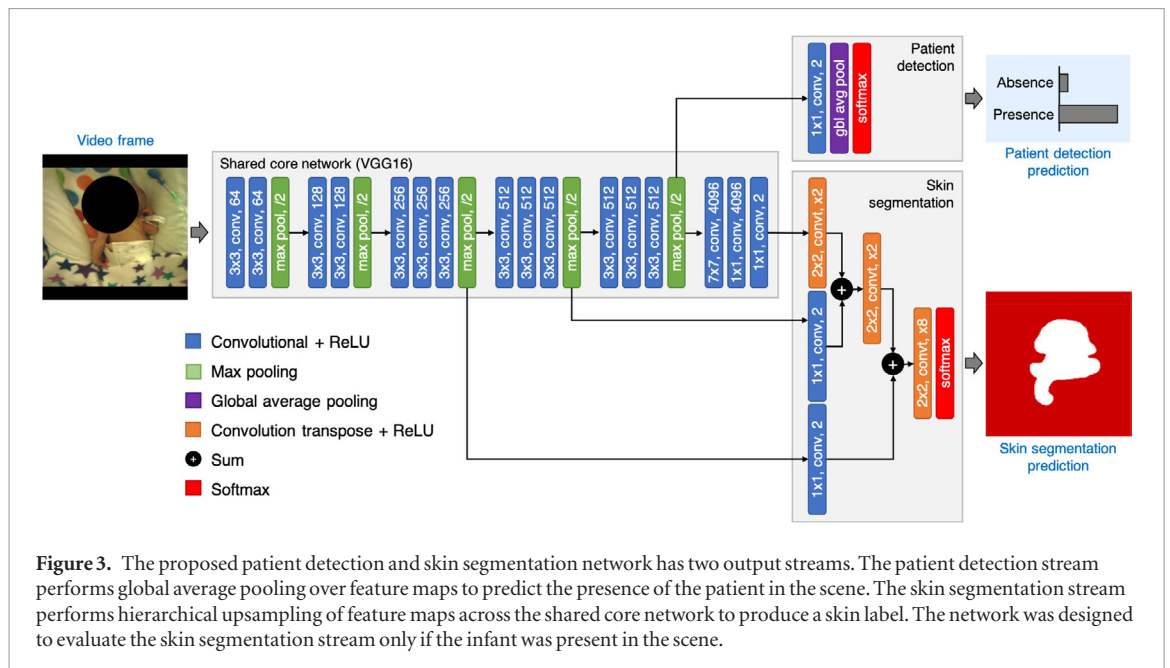 Patient
detection
1x1, conv, 2
gbl avg pool
softmax
Absence
Presence
Patient detection
prediction
Video frame
Shared core network (VGG16)
3x3, conv, 64
3x3, conv, 64
max pool, /2
3x3, conv, 128
3x3, conv, 128
max pool, /2
3x3, conv, 256
3x3, conv, 256
3x3, conv, 256
max pool, /2
3x3, conv, 512
3x3, conv, 512
3x3, conv, 512
max pool, /2
3x3, conv, 512
3x3, conv, 512
3x3, conv, 512
max pool, /2
7x7, conv, 4096
1x1, conv, 4096
1x1, conv, 2
Skin
segmentation
2x2, convt, x2
1x1, conv, 2
1x1, conv, 2
+
2x2, convt, x2
+
2x2, convt, x8
softmax
Skin segmentation
prediction
Convolutional + ReLU
Max pooling
Global average pooling
Convolution transpose + ReLU
+ Sum
Softmax
Figure 3. The proposed patient detection and skin segmentation network has two output streams. The patient detection stream
performs global average pooling over feature maps to predict the presence of the patient in the scene. The skin segmentation stream
performs hierarchical upsampling of feature maps across the shared core network to produce a skin label. The network was designed
to evaluate the skin segmentation stream only if the infant was present in the scene.